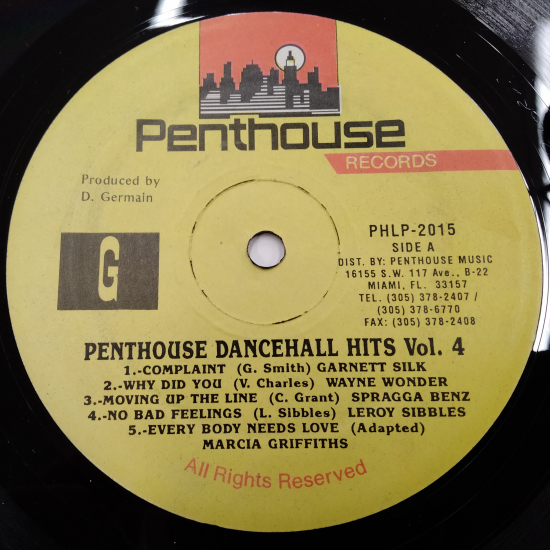 Penthouse
RECORDS
Produced by
D. Germain
G
PHLP-2015
SIDE A
DIST. BY: PENTHOUSE MUSIC
16155 S.W. 117 Ave., B-22
MIAMI, FL. 33157
TEL. (305) 378-2407 /
(305) 378-6770
FAX: (305) 378-2408
PENTHOUSE DANCEHALL HITS Vol. 4
1.-COMPLAINT (G. Smith) GARNETT SILK
2.-WHY DID YOU (V. Charles) WAYNE WONDER
3.-MOVING UP THE LINE (C. Grant) SPRAGGA BENZ
4.-NO BAD FEELINGS (L. Sibbles) LEROY SIBBLES
5.-EVERY BODY NEEDS LOVE (Adapted)
MARCIA GRIFFITHS
All Rights Reserved